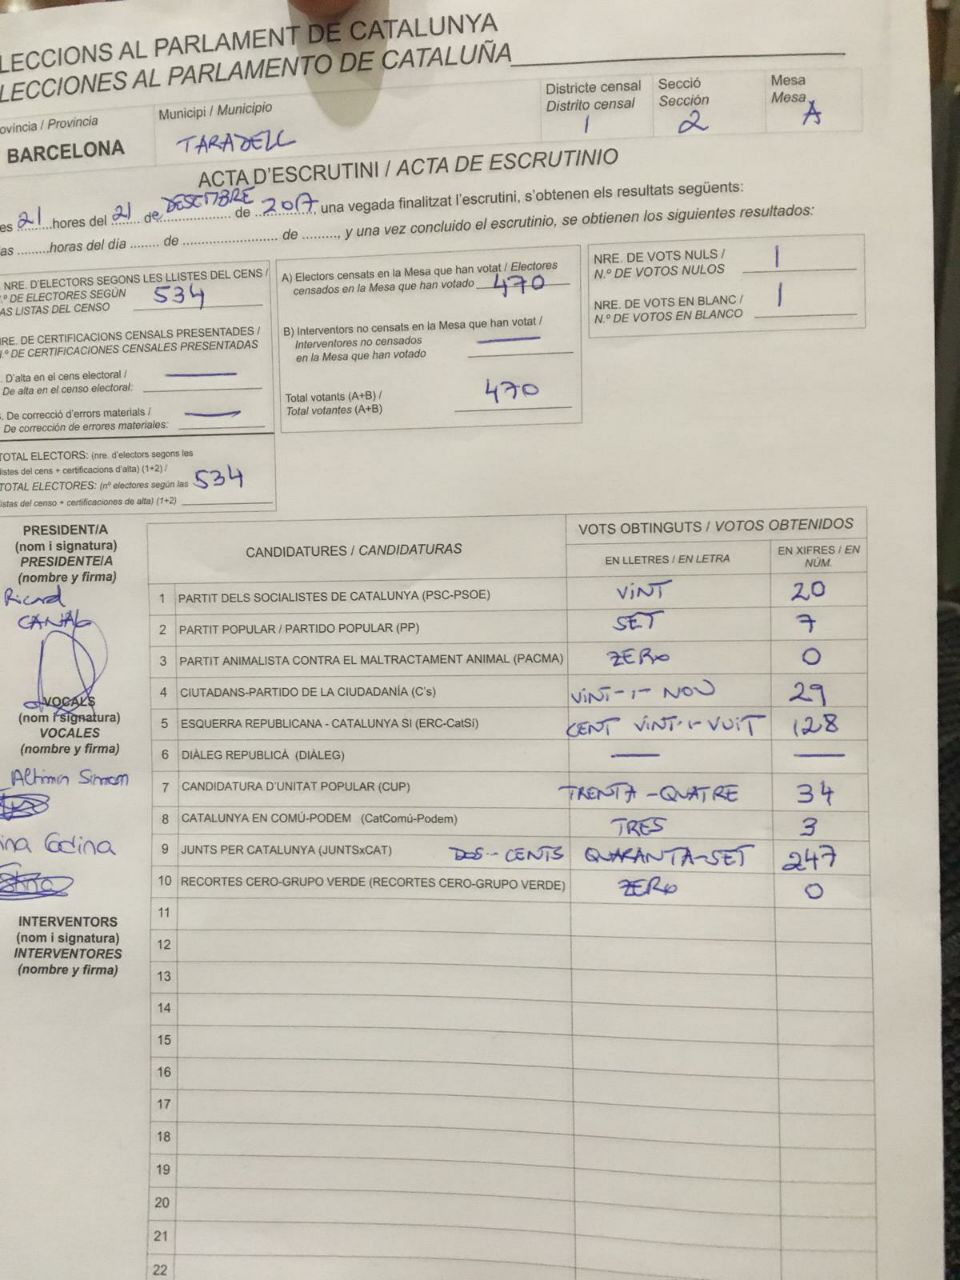 LECCIONS AL PARLAMENT DE CATALUNYA
LECCIONES AL PARLAMENTO DE CATALUÑA
ovíncia / Provincia
BARCELONA
Municipi / Municipio
TARADELL
Districte censal
Distrito censal
1
Secció
Sección
2
Mesa
Mesa
A
ACTA D'ESCRUTINI / ACTA DE ESCRUTINIO
es 21 hores del 21 de DESEMBRE de 2017, una vegada finalitzat l'escrutini, s'obtenen els resultats següents:
as ........horas del día ........ de ........................ de ........., y una vez concluido el escrutinio, se obtienen los siguientes resultados:
NRE. D'ELECTORS SEGONS LES LLISTES DEL CENS /
N.º DE ELECTORES SEGÚN
AS LISTAS DEL CENSO
534
NRE. DE CERTIFICACIONS CENSALS PRESENTADES /
N.º DE CERTIFICACIONES CENSALES PRESENTADAS
D'alta en el cens electoral /
De alta en el censo electoral:
. De correcció d'errors materials /
De corrección de errores materiales:
TOTAL ELECTORS: (nre. d'electors segons les
listes del cens + certificacions d'alta) (1+2) /
TOTAL ELECTORES: (nº electores según las
listas del censo + certificaciones de alta) (1+2)
534
A) Electors censats en la Mesa que han votat / Electores
censados en la Mesa que han votado 470
B) Interventors no censats en la Mesa que han votat /
Interventores no censados
en la Mesa que han votado
Total votants (A+B) /
Total votantes (A+B)
470
NRE. DE VOTS NULS /
N.º DE VOTOS NULOS
1
NRE. DE VOTS EN BLANC /
N.º DE VOTOS EN BLANCO
1
PRESIDENT/A
(nom i signatura)
PRESIDENTE/A
(nombre y firma)
Ricard
CANAL
VOCALS
(nom i signatura)
VOCALES
(nombre y firma)
ina Codina
INTERVENTORS
(nom i signatura)
INTERVENTORES
(nombre y firma)
CANDIDATURES / CANDIDATURAS
VOTS OBTINGUTS / VOTOS OBTENIDOS
EN LLETRES / EN LETRA
EN XIFRES / EN NÚM.
1 PARTIT DELS SOCIALISTES DE CATALUNYA (PSC-PSOE) VINT 20
2 PARTIT POPULAR / PARTIDO POPULAR (PP) SET 7
3 PARTIT ANIMALISTA CONTRA EL MALTRACTAMENT ANIMAL (PACMA) ZERO 0
4 CIUTADANS-PARTIDO DE LA CIUDADANÍA (C's) VINT-I-NOU 29
5 ESQUERRA REPUBLICANA - CATALUNYA SÍ (ERC-CatSí) CENT VINT-I-VUIT 128
6 DIÀLEG REPUBLICÀ (DIÀLEG)
7 CANDIDATURA D'UNITAT POPULAR (CUP) TRENTA-QUATRE 34
8 CATALUNYA EN COMÚ-PODEM (CatComú-Podem) TRES 3
9 JUNTS PER CATALUNYA (JUNTSxCAT) DOS-CENTS QUARANTA-SET 247
10 RECORTES CERO-GRUPO VERDE (RECORTES CERO-GRUPO VERDE) ZERO 0
11
12
13
14
15
16
17
18
19
20
21
22